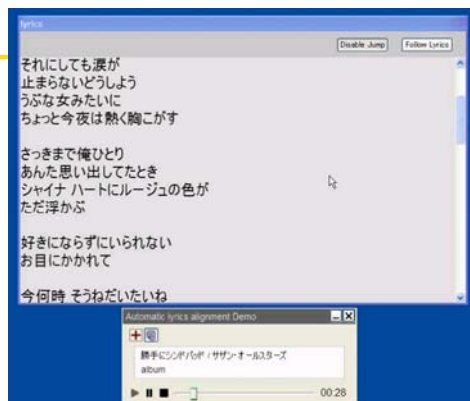 lyrics
Disable Jump Follow Lyrics
それにしても涙が
止まらないどうしよう
うぶな女みたいに
ちょっと今夜は熱く胸こがす
さっきまで俺ひとり
あんた思い出してたとき
シャイナ ハートにルージュの色が
ただ浮かぶ
好きにならずにいられない
お目にかかれて
今何時 そうねだいたいね
Automatic lyrics alignment Demo
勝手にシンドバッド / サザン・オールスターズ
album
00:28